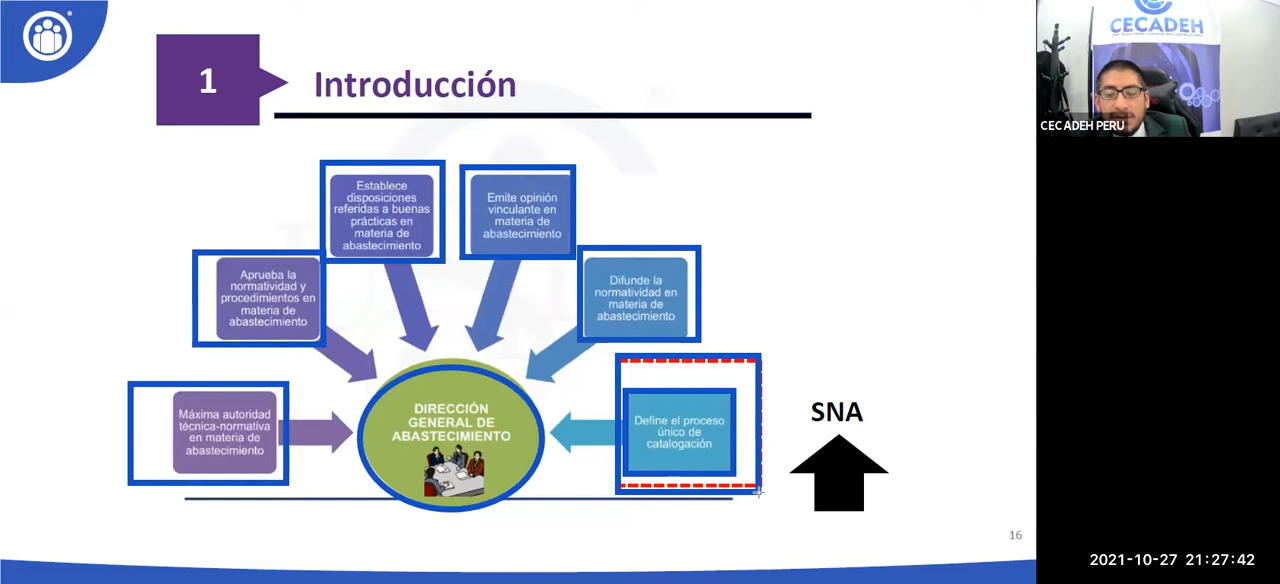 1
Introducción
Establece
disposiciones
referidas a buenas
prácticas en
materia de
abastecimiento
Emite opinión
vinculante en
materia de
abastecimiento
Aprueba la
normatividad y
procedimientos en
materia de
abastecimiento
Difunde la
normatividad en
materia de
abastecimiento
Máxima autoridad
técnica-normativa
en materia de
abastecimiento
DIRECCIÓN
GENERAL DE
ABASTECIMIENTO
Define el proceso
único de
catalogación
SNA
16
CECADEH
CECADEH PERÚ
2021-10-27 21:27:42